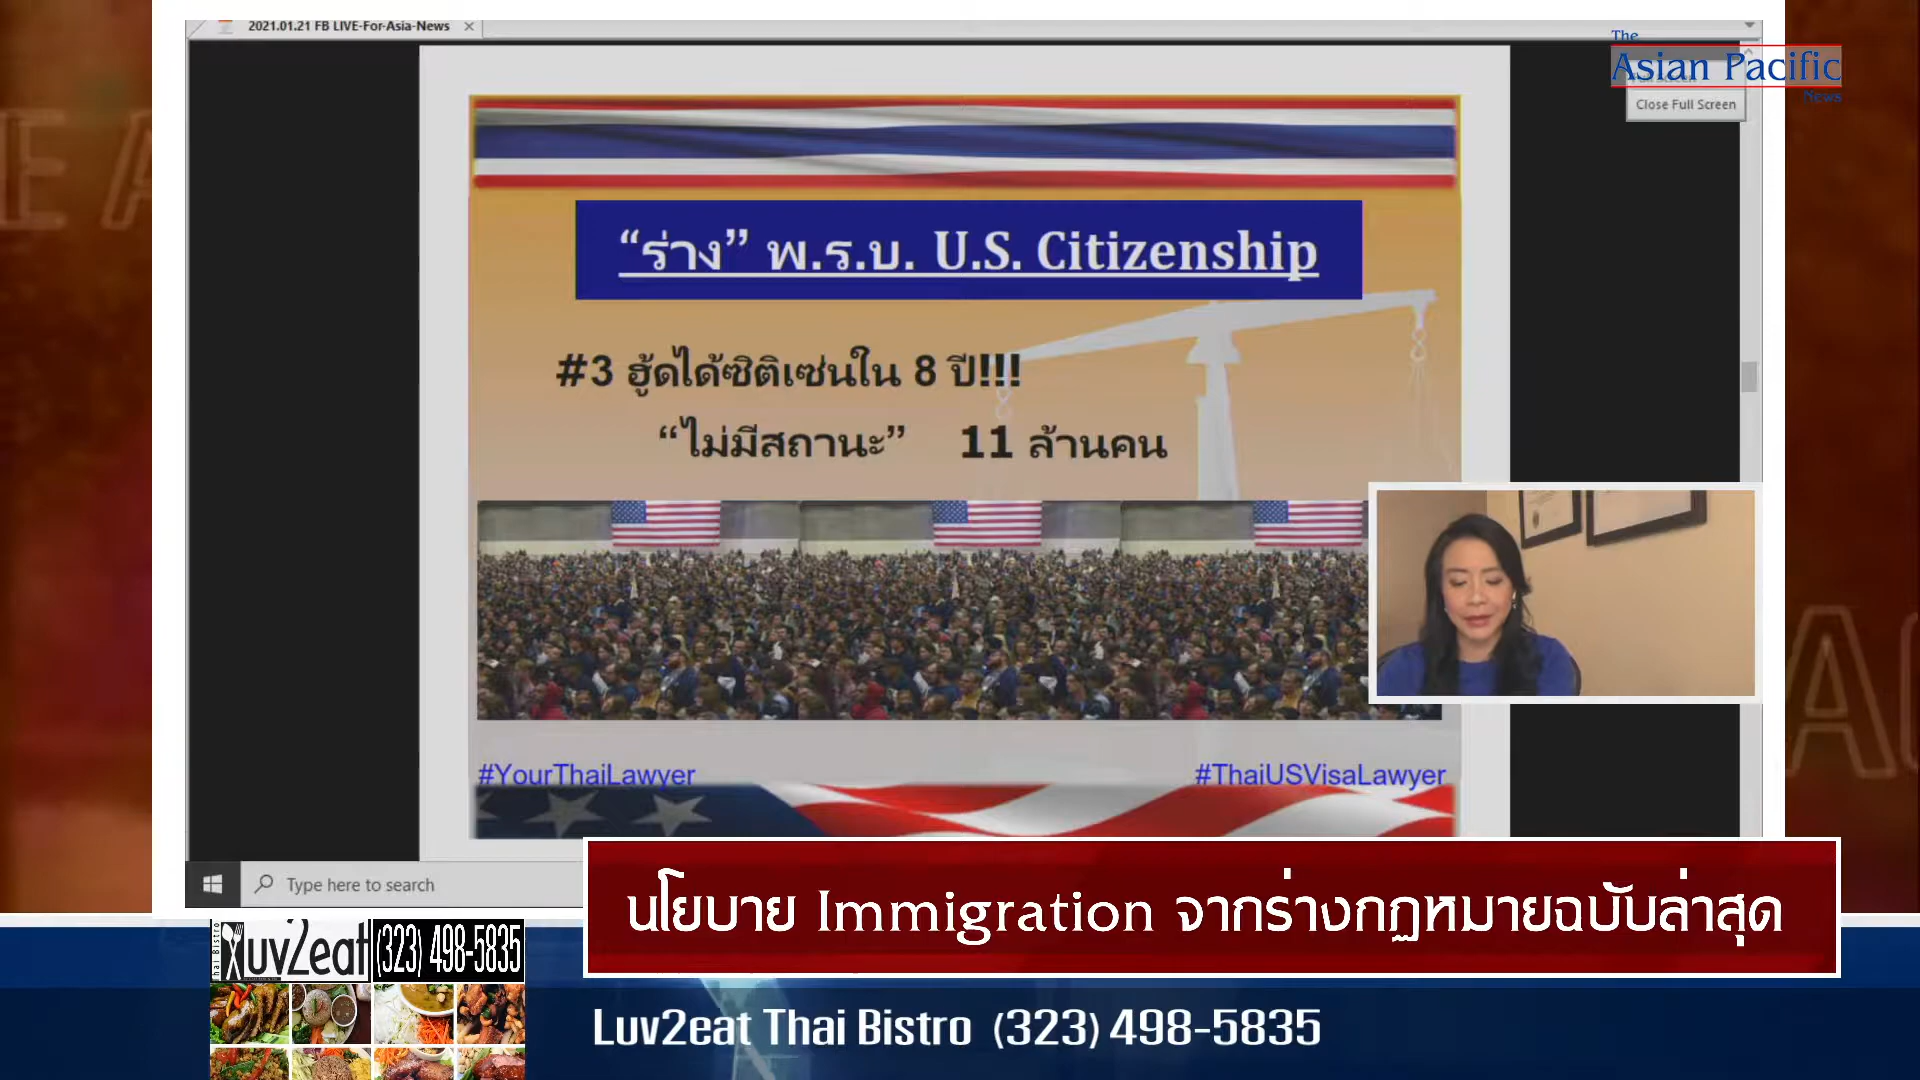 2021.01.21 FB LIVE-For-Asia-News
The
Asian Pacific
News
Close Full Screen
“ร่าง” พ.ร.บ. U.S. Citizenship
#3 ฮู้ดได้ซิติเซ่นใน 8 ปี!!!
“ไม่มีสถานะ” 11 ล้านคน
#YourThaiLawyer
#ThaiUSVisaLawyer
Type here to search
นโยบาย Immigration จากร่างกฎหมายฉบับล่าสุด
Thai Bistro
Luv2eat
(323) 498-5835
Luv2eat Thai Bistro (323) 498-5835